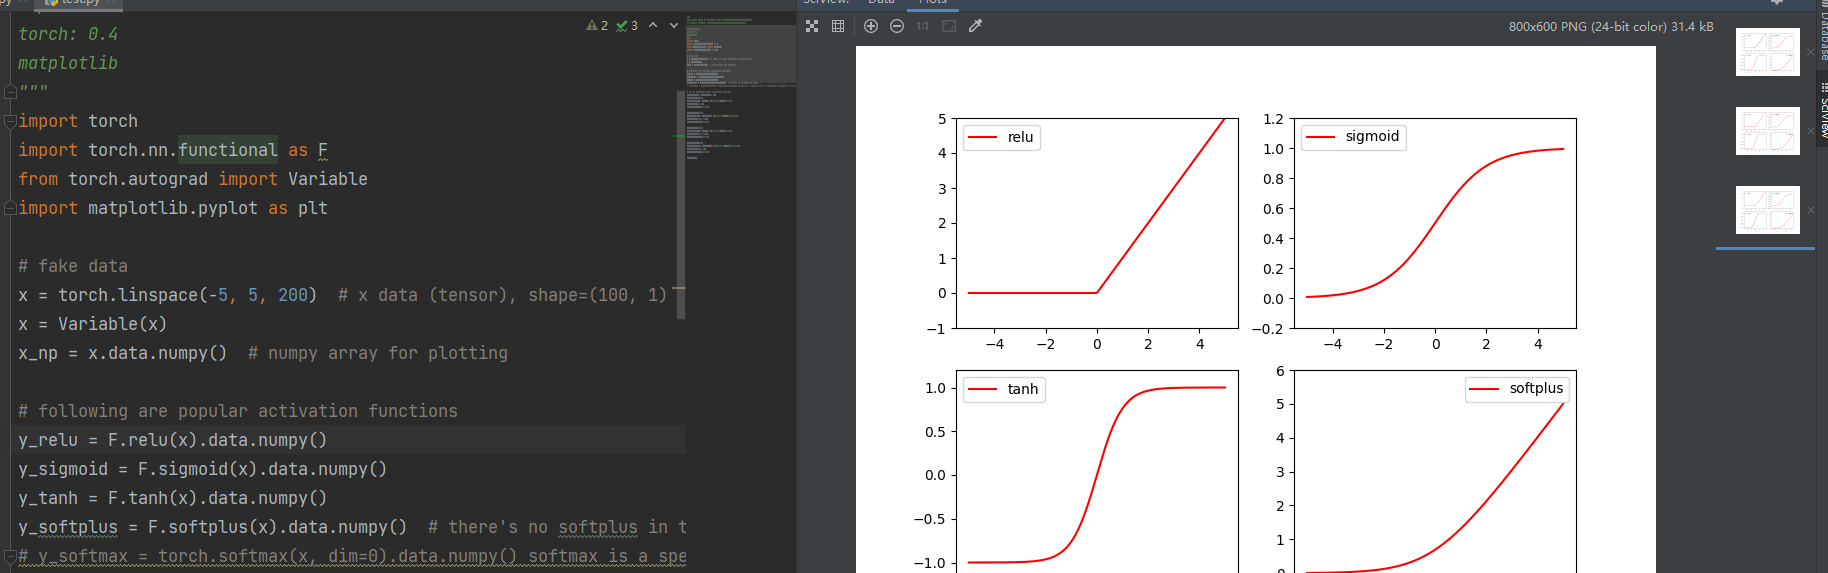 test.py
SciView:
Data
Plots
torch: 0.4
matplotlib
"""
import torch
import torch.nn.functional as F
from torch.autograd import Variable
import matplotlib.pyplot as plt
# fake data
x = torch.linspace(-5, 5, 200)  # x data (tensor), shape=(100, 1)
x = Variable(x)
x_np = x.data.numpy()  # numpy array for plotting
# following are popular activation functions
y_relu = F.relu(x).data.numpy()
y_sigmoid = F.sigmoid(x).data.numpy()
y_tanh = F.tanh(x).data.numpy()
y_softplus = F.softplus(x).data.numpy()  # there's no softplus in t
# y_softmax = torch.softmax(x, dim=0).data.numpy() softmax is a spe
2
3
1:1
800x600 PNG (24-bit color) 31.4 kB
relu
5
4
3
2
1
0
−1
−4 −2 0 2 4
sigmoid
1.2
1.0
0.8
0.6
0.4
0.2
0.0
−0.2
−4 −2 0 2 4
tanh
1.0
0.5
0.0
−0.5
−1.0
softplus
6
5
4
3
2
1
0
Database
SciView